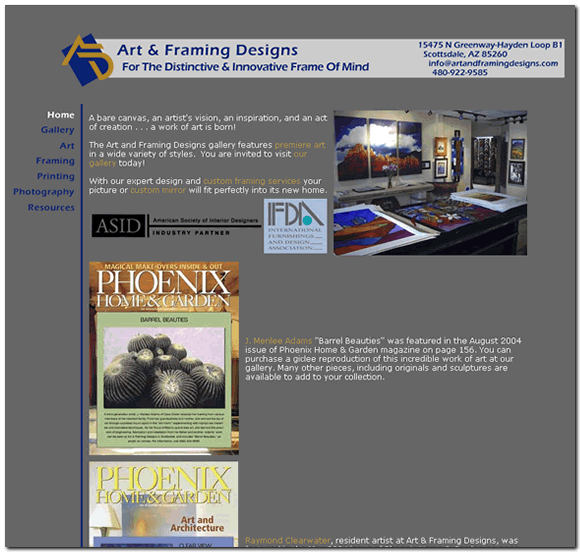 Art & Framing Designs
For The Distinctive & Innovative Frame Of Mind
15475 N Greenway-Hayden Loop B1
Scottsdale, AZ 85260
info@artandframingdesigns.com
480-922-9585
Home
Gallery
Art
Framing
Printing
Photography
Resources
A bare canvas, an artist's vision, an inspiration, and an act
of creation . . . a work of art is born!
The Art and Framing Designs gallery features premiere art
in a wide variety of styles. You are invited to visit our
gallery today!
With our expert design and custom framing services your
picture or custom mirror will fit perfectly into its new home.
ASID
American Society of Interior Designers
INDUSTRY PARTNER
IFDA
INTERNATIONAL
FURNISHINGS
AND DESIGN
ASSOCIATION
MAGICAL MAKE-OVERS INSIDE & OUT
PHOENIX
HOME & GARDEN
BARREL BEAUTIES
J. Menlee Adams "Barrel Beauties" was featured in the August 2004
issue of Phoenix Home & Garden magazine on page 156. You can
purchase a giclee reproduction of this incredible work of art at our
gallery. Many other pieces, including originals and sculptures are
available to add to your collection.
PHOENIX
HOME & GARDEN
Art and
Architecture
CLEAR VIEW
Raymond Clearwater, resident artist at Art & Framing Designs, was